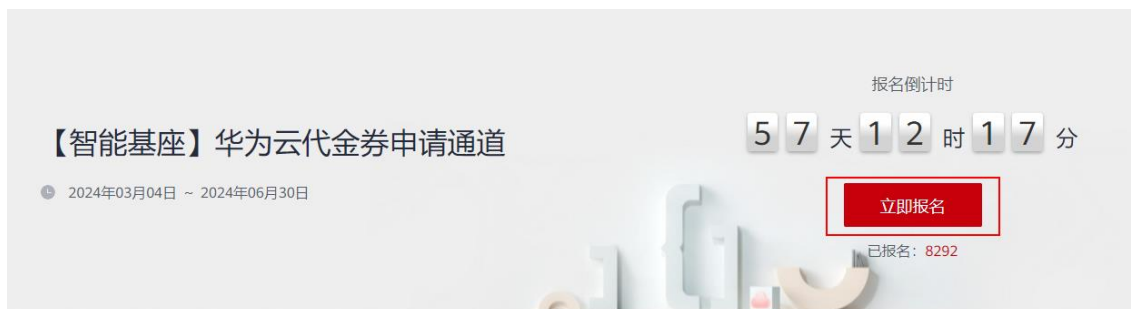 报名倒计时
【智能基座】华为云代金券申请通道
57天12时17分
2024年03月04日 ~ 2024年06月30日
立即报名
已报名：8292